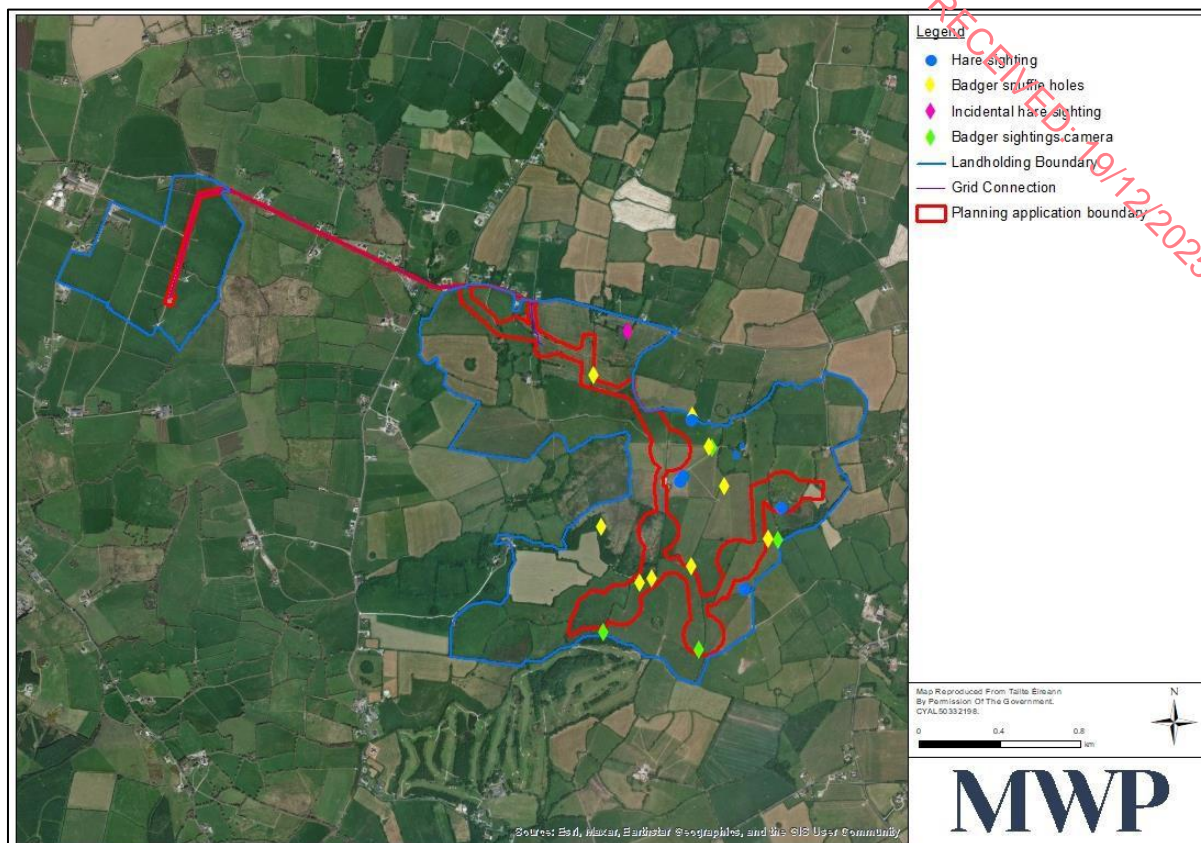 RECEIVED: 19/12/2025
Legend
Hare sighting
Badger snuffle holes
Incidental hare sighting
Badger sightings camera
Landholding Boundary
Grid Connection
Planning application boundary
Map Reproduced From Tailte Éireann
By Permission Of The Government.
CYAL50332198.
N
0 0.4 0.8
km
MWP
Source: Esri, Maxar, Earthstar Geographics, and the GIS User Community